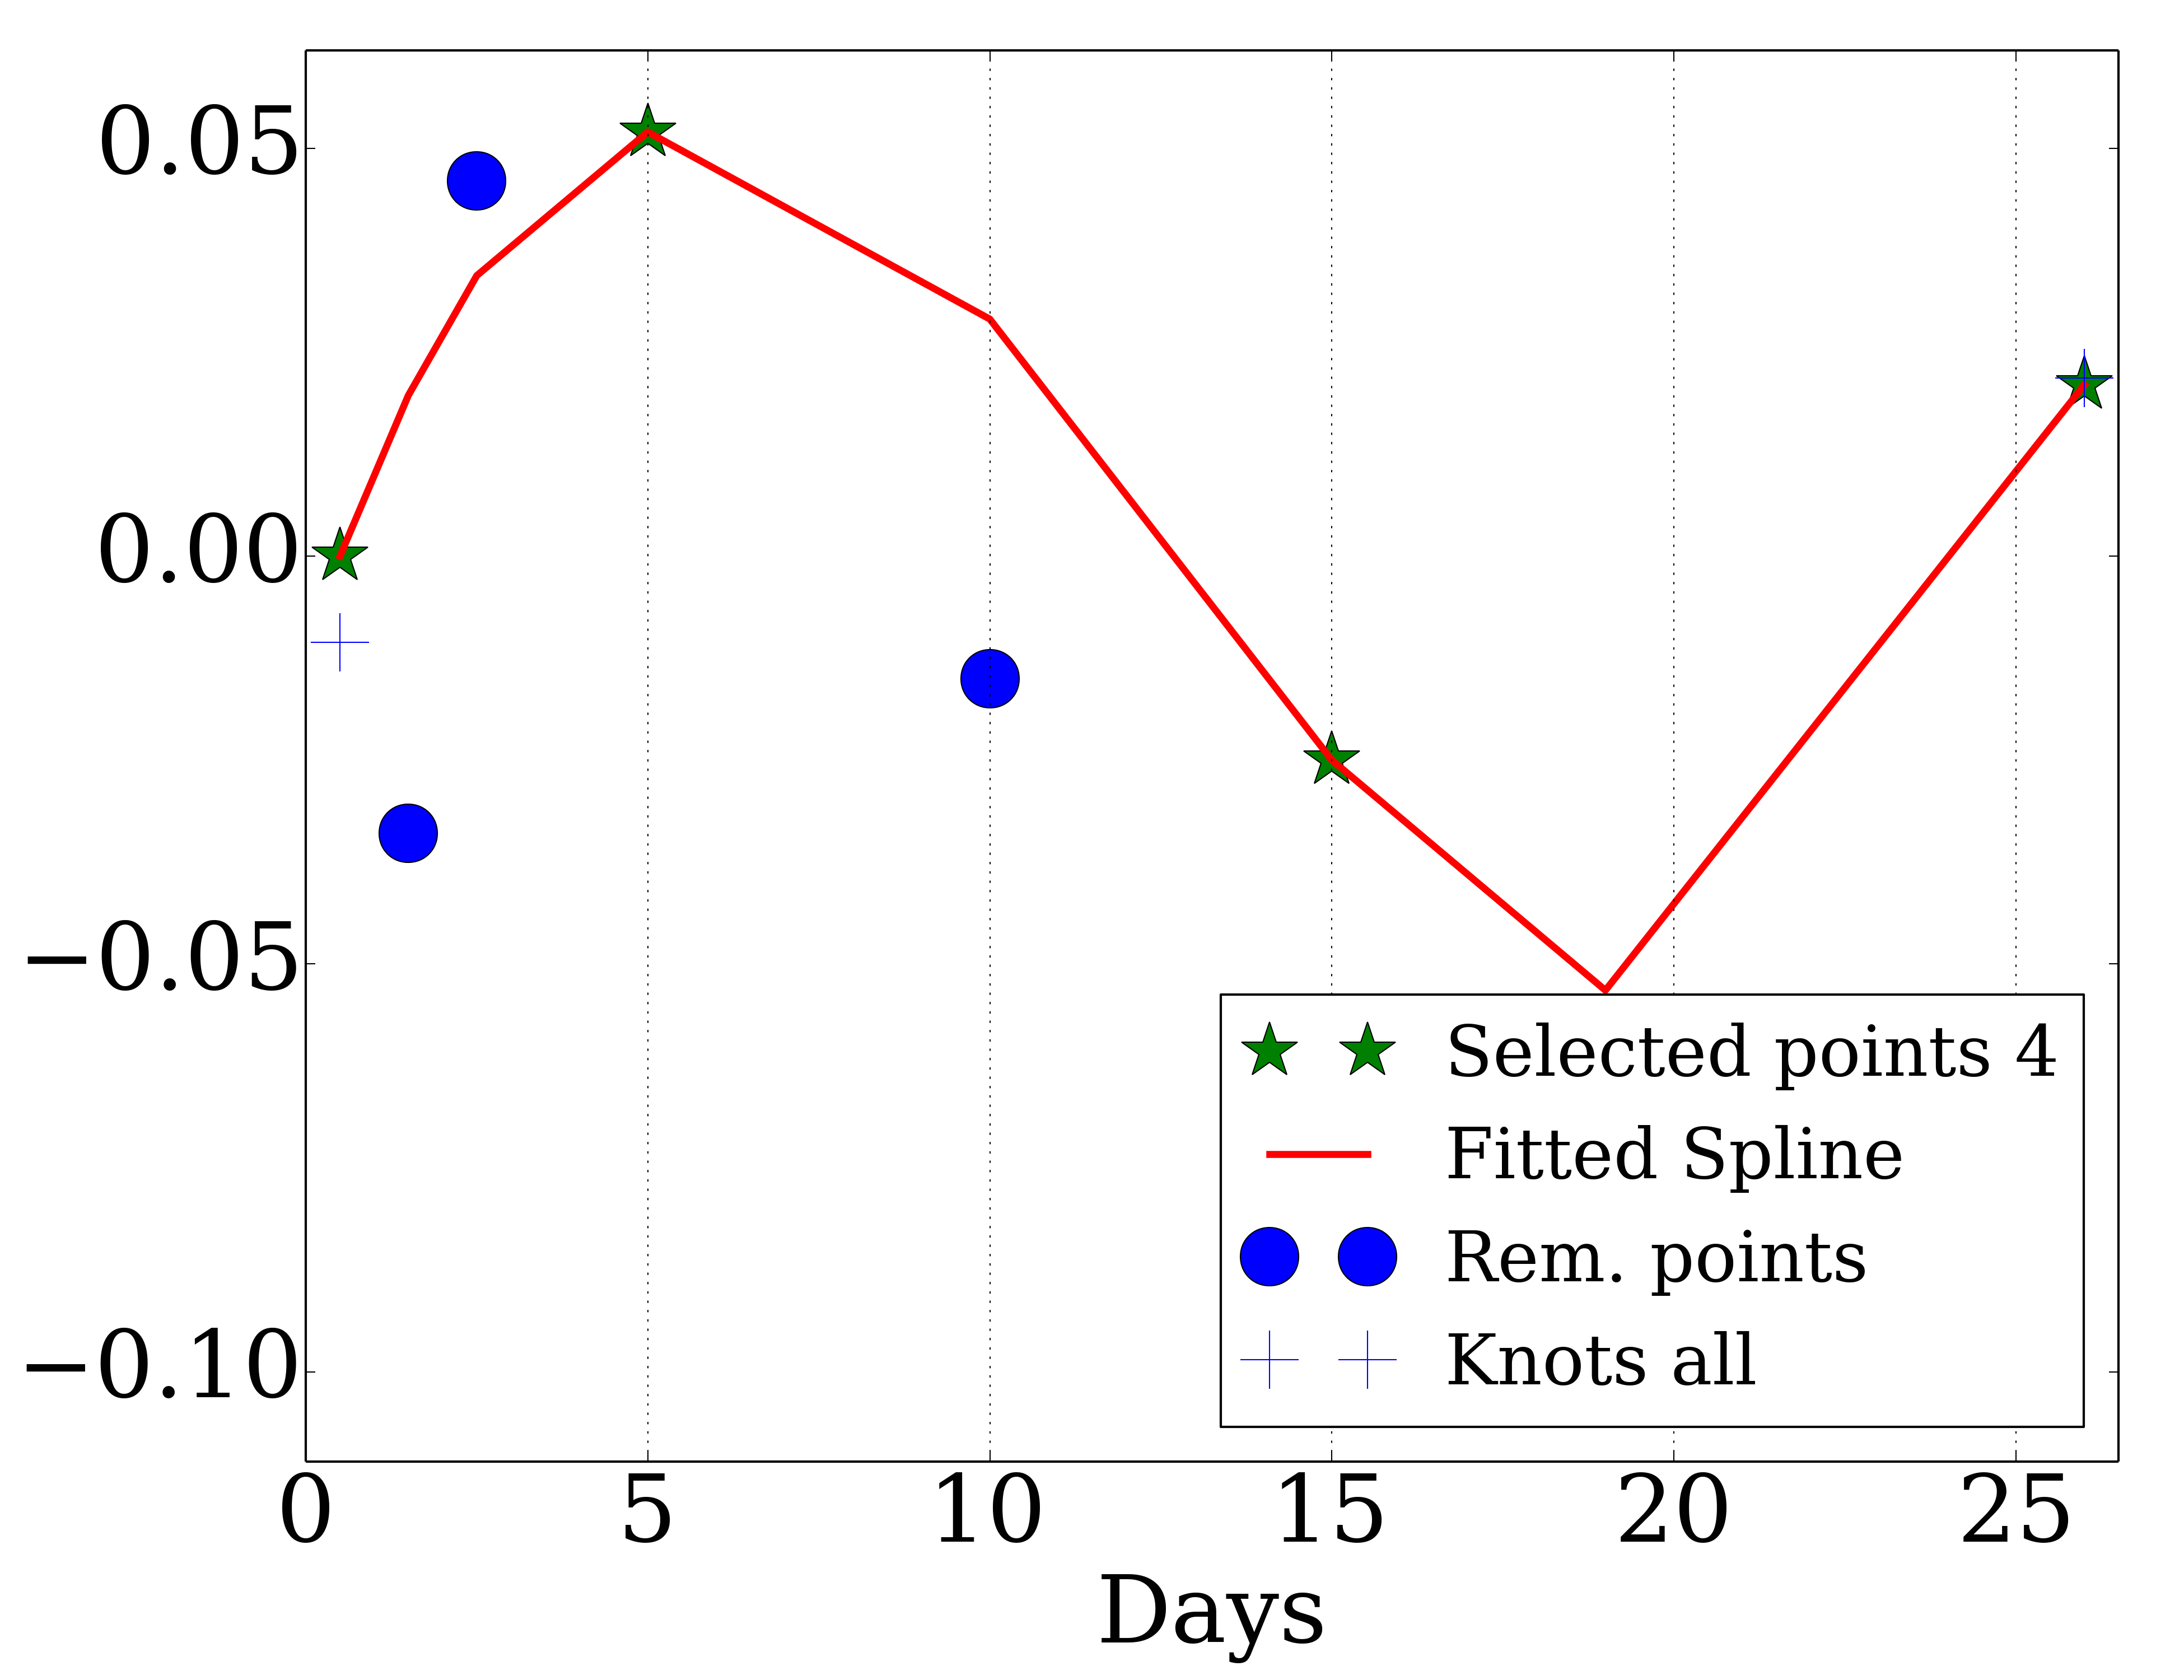 0.05
0.00
−0.05
−0.10
Selected points 4
Fitted Spline
Rem. points
Knots all
0 5 10 15 20 25
Days